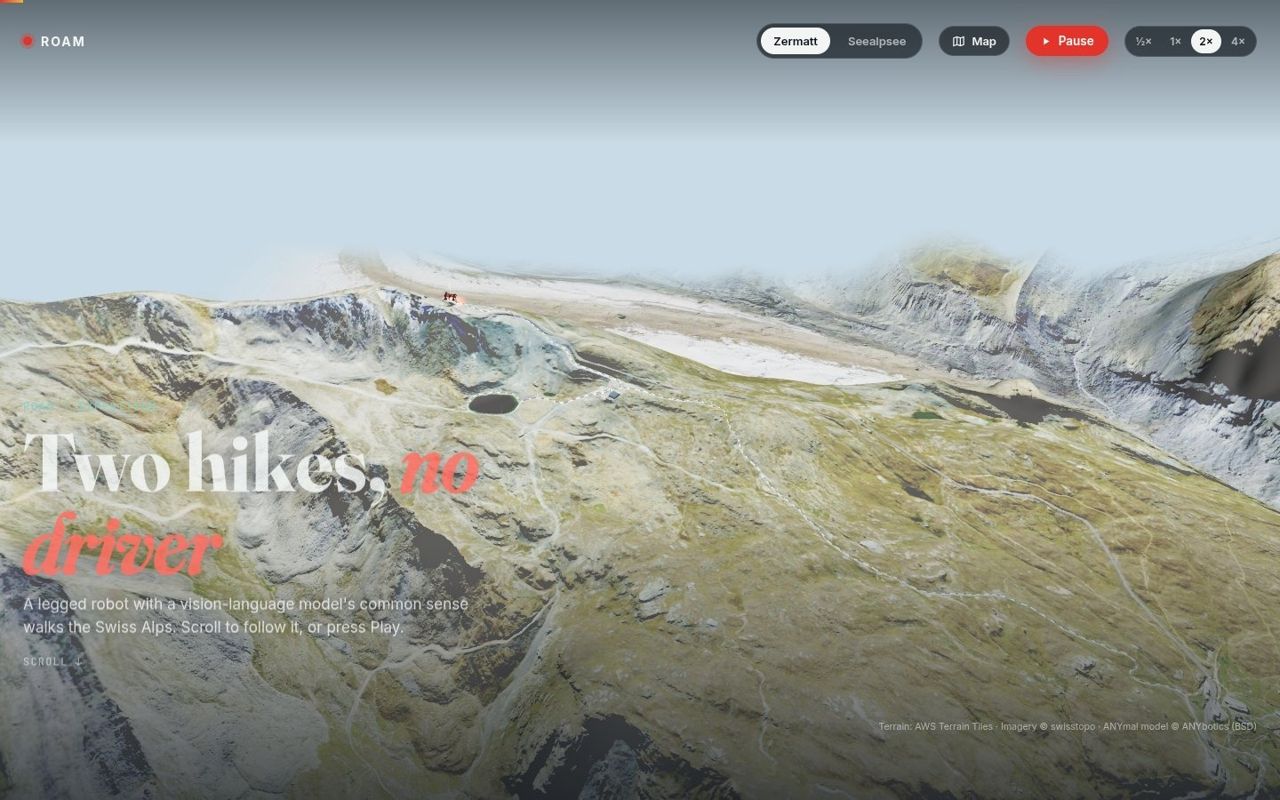 ROAM
Zermatt Seealpsee
Map
Pause
½× 1× 2× 4×
Two hikes, no
driver
A legged robot with a vision-language model's common sense
walks the Swiss Alps. Scroll to follow it, or press Play.
SCROLL ↓
Terrain: AWS Terrain Tiles · Imagery © swisstopo · ANYmal model © ANYbotics (BSD)